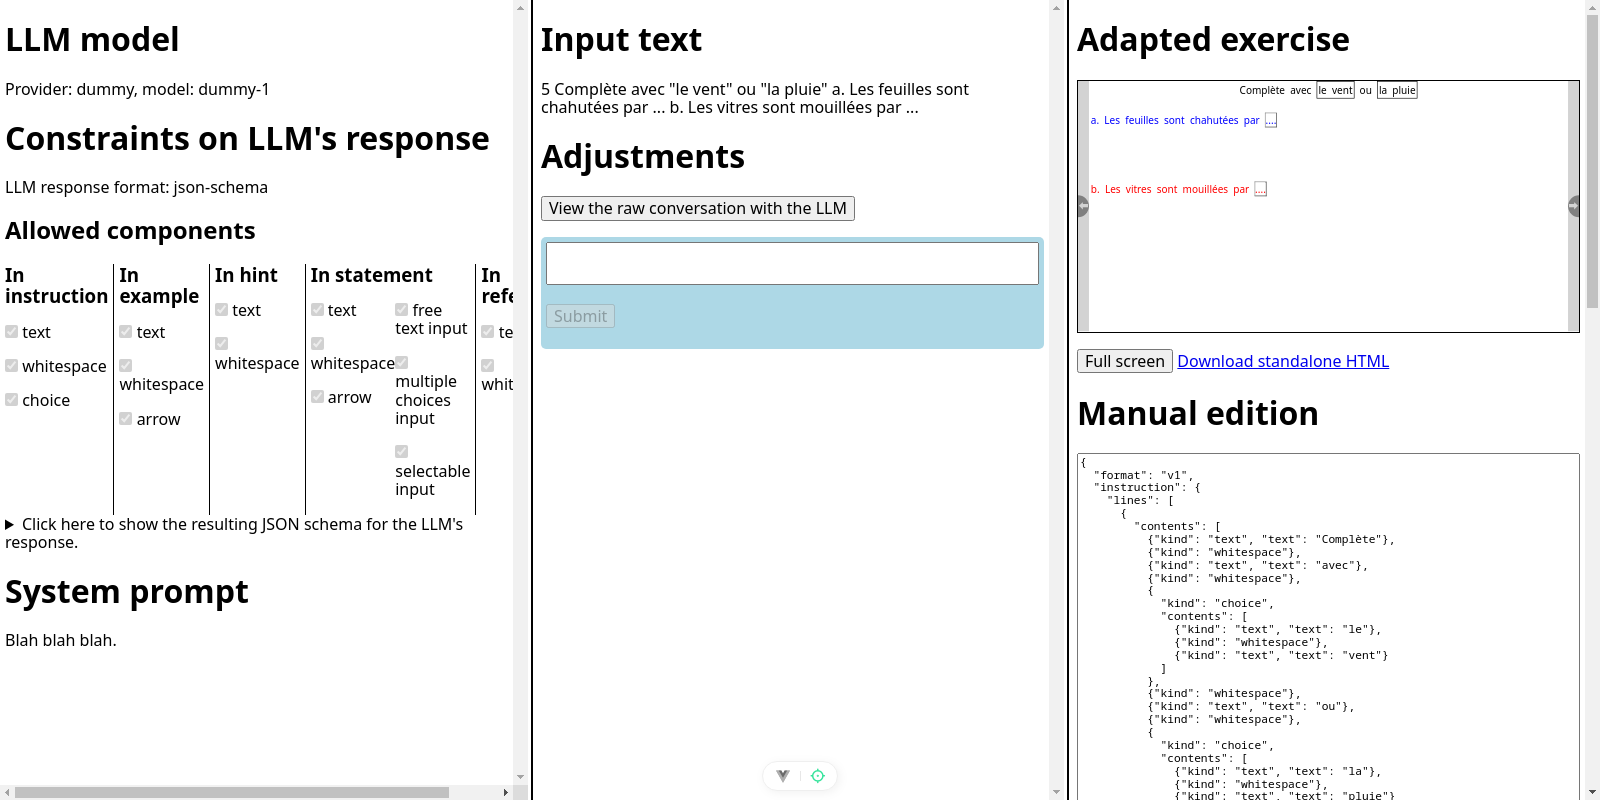 LLM model
Provider: dummy, model: dummy-1
Constraints on LLM's response
LLM response format: json-schema
Allowed components
In instruction
text
whitespace
choice
In example
text
whitespace
arrow
In hint
text
whitespace
In statement
text
whitespace
arrow
free text input
multiple choices input
selectable input
In
Click here to show the resulting JSON schema for the LLM's
response.
System prompt
Blah blah blah.
Input text
5 Complète avec "le vent" ou "la pluie" a. Les feuilles sont
chahutées par ... b. Les vitres sont mouillées par ...
Adjustments
View the raw conversation with the LLM
Submit
Adapted exercise
Complète avec le vent ou la pluie
a. Les feuilles sont chahutées par ....
b. Les vitres sont mouillées par ....
Full screen Download standalone HTML
Manual edition
{
"format": "v1",
"instruction": {
"lines": [
{
"contents": [
{"kind": "text", "text": "Complète"},
{"kind": "whitespace"},
{"kind": "text", "text": "avec"},
{"kind": "whitespace"},
{
"kind": "choice",
"contents": [
{"kind": "text", "text": "le"},
{"kind": "whitespace"},
{"kind": "text", "text": "vent"}
]
},
{"kind": "whitespace"},
{"kind": "text", "text": "ou"},
{"kind": "whitespace"},
{
"kind": "choice",
"contents": [
{"kind": "text", "text": "la"},
{"kind": "whitespace"},
{"kind": "text", "text": "pluie"}